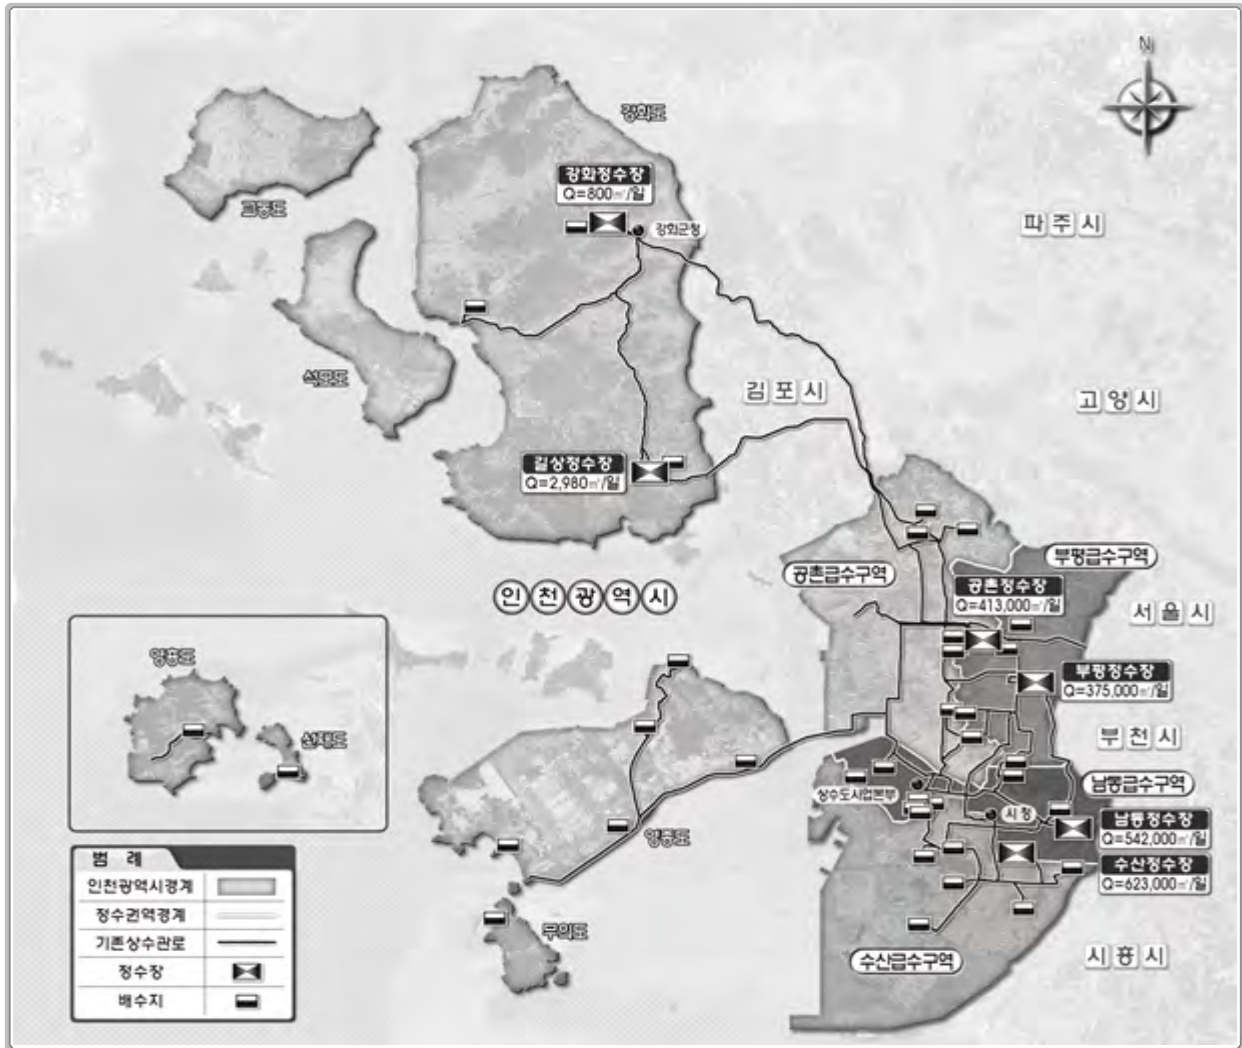 N
강화도
강화정수장
Q=800㎥/일
교동도
강화군청
파주시
석모도
김포시
고양시
길상정수장
Q=2,980㎥/일
인천광역시
공촌급수구역
부평급수구역
공촌정수장
Q=413,000㎥/일
서울시
영흥도
선재도
부평정수장
Q=375,000㎥/일
부천시
상수도사업본부
시청
남동급수구역
남동정수장
Q=542,000㎥/일
영종도
수산정수장
Q=623,000㎥/일
무의도
수산급수구역
시흥시
범 례
인천광역시경계
정수권역경계
기존상수관로
정수장
배수지